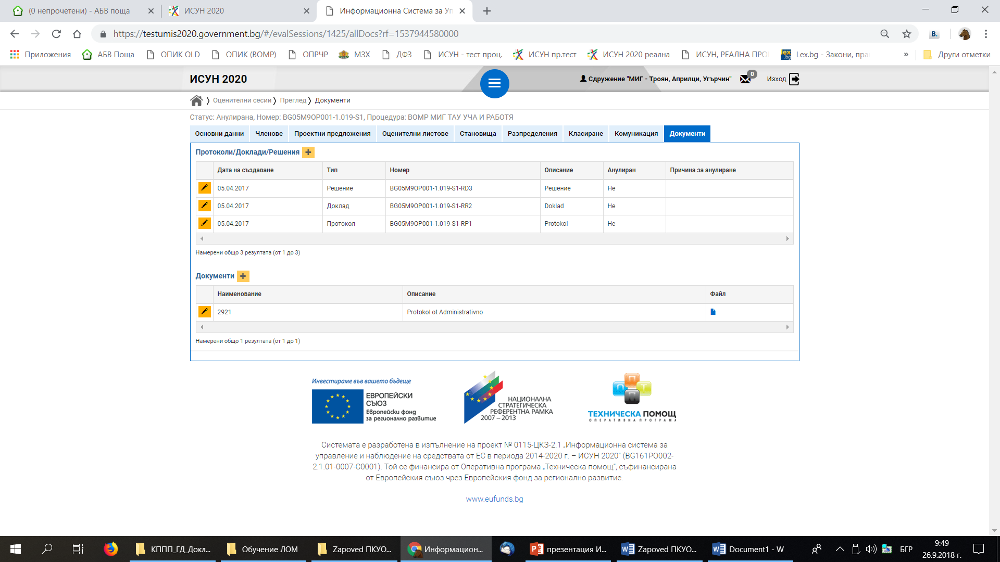 (0 непрочетени) - АБВ поща
ИСУН 2020
Информационна Система за Уп
https://testumis2020.government.bg/#/evalSessions/1425/allDocs?rf=1537944580000
B.
Приложения
АБВ Поща
ОПИК OLD
ОПИК (ВОМР)
ОПРЧР
МЗХ
ДФЗ
ИСУН - тест проц.
ИСУН пр.тест
ИСУН 2020 реална
ИСУН, РЕАЛНА ПРО
Lex.bg - Закони, пра
»
Други отметки
ИСУН 2020
Сдружение "МИГ - Троян, Априлци, Угърчин"
0
Изход
Оценителни сесии
Преглед
Документи
Статус: Анулирана, Номер: BG05M9OP001-1.019-S1, Процедура: ВОМР МИГ ТАУ УЧА И РАБОТЯ
Основни данни
Членове
Проектни предложения
Оценителни листове
Становища
Разпределения
Класиране
Комуникация
Документи
Протоколи/Доклади/Решения
Дата на създаване Тип Номер Описание Анулиран Причина за анулиране
05.04.2017 Решение BG05M9OP001-1.019-S1-RD3 Решение Не
05.04.2017 Доклад BG05M9OP001-1.019-S1-RR2 Doklad Не
05.04.2017 Протокол BG05M9OP001-1.019-S1-RP1 Protokol Не
Намерени общо 3 резултата (от 1 до 3)
Документи
Наименование Описание Файл
2921 Protokol ot Administrativno
Намерени общо 1 резултата (от 1 до 1)
Инвестираме във вашето бъдеще
ЕВРОПЕЙСКИ
СЪЮЗ
Европейски фонд
за регионално развитие
НАЦИОНАЛНА
СТРАТЕГИЧЕСКА
РЕФЕРЕНТНА РАМКА
2007 – 2013
П
П Т
П
ТЕХНИЧЕСКА ПОМОЩ
ОПЕРАТИВНА ПРОГРАМА
Системата е разработена в изпълнение на проект № 0115-ЦКЗ-2.1 „Информационна система за
управление и наблюдение на средствата от ЕС в периода 2014-2020 г. – ИСУН 2020“ (BG161PO002-
2.1.01-0007-C0001). Той се финансира от Оперативна програма „Техническа помощ“, съфинансирана
от Европейския съюз чрез Европейския фонд за регионално развитие.
www.eufunds.bg
КППП_ГД_Докл...
Обучение ЛОМ
Zapoved ПКУО...
Информацион...
презентация И...
Zapoved ПКУО...
Document1 - W
БГР
9:49
26.9.2018 г.